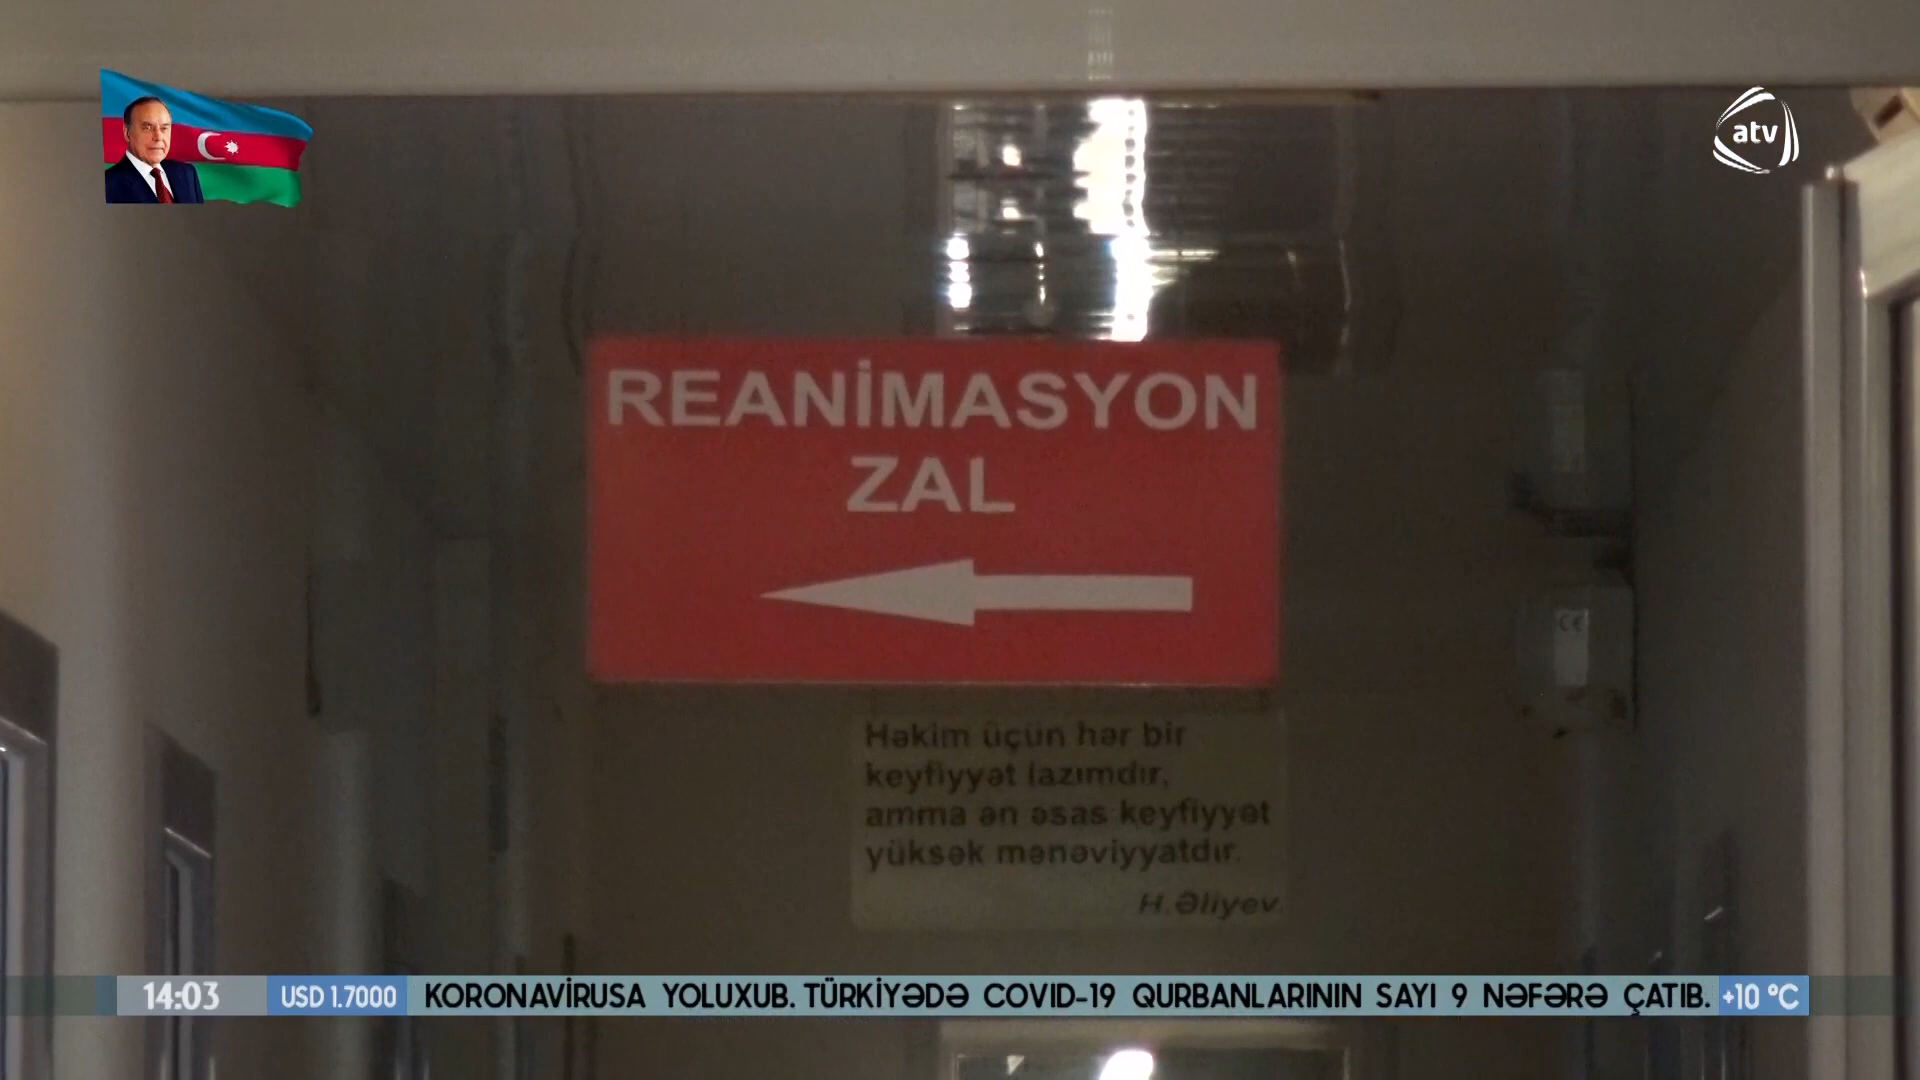 atv
REANİMASYON
ZAL
Həkim üçün hər bir
keyfiyyət lazımdır,
amma ən əsas keyfiyyət
yüksək mənəviyyatdır.
H.Əliyev
CE
14:03 USD 1.7000 KORONAVİRUSA YOLUXUB. TÜRKİYƏDƏ COVID-19 QURBANLARININ SAYI 9 NƏFƏRƏ ÇATIB. +10 °C